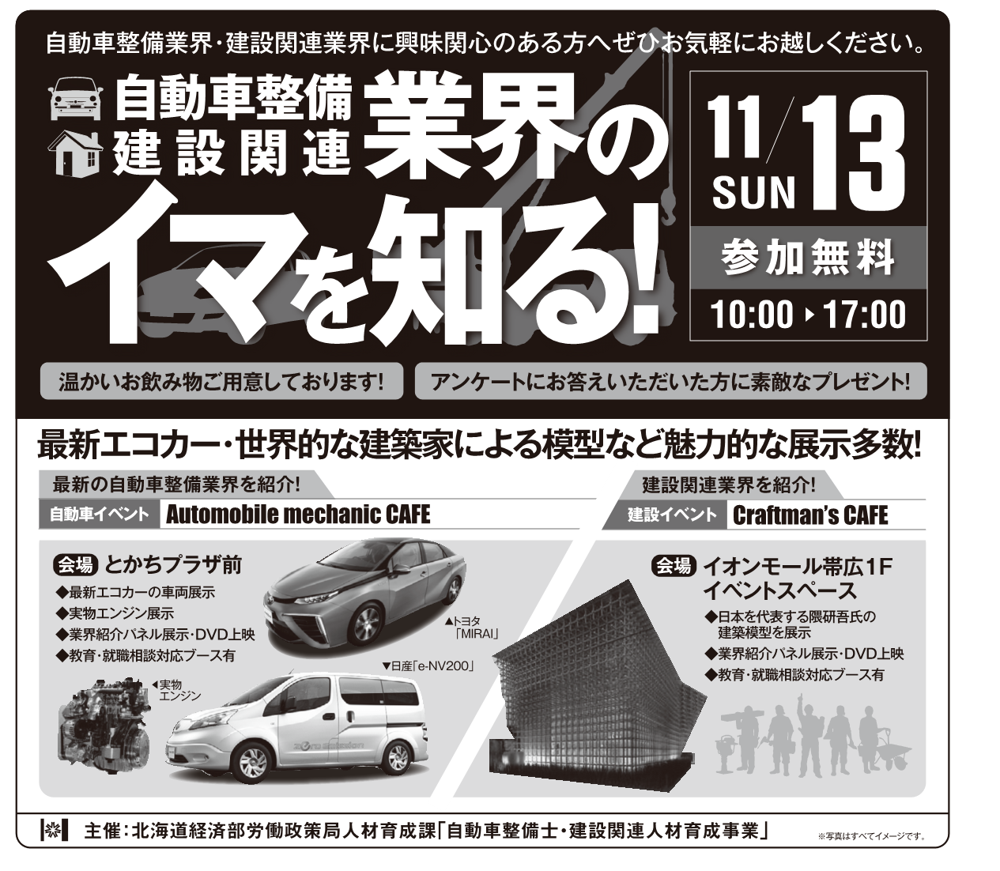 自動車整備業界・建設関連業界に興味関心のある方へぜひお気軽にお越しください。
自動車整備
建設関連
業界の
イマを知る!
11/13
SUN
参加無料
10:00▶17:00
温かいお飲み物ご用意しております!
アンケートにお答えいただいた方に素敵なプレゼント!
最新エコカー・世界的な建築家による模型など魅力的な展示多数!
最新の自動車整備業界を紹介!
自動車イベント Automobile mechanic CAFE
会場 とかちプラザ前
◆最新エコカーの車両展示
◆実物エンジン展示
◆業界紹介パネル展示・DVD上映
◆教育・就職相談対応ブース有
▲トヨタ
「MIRAI」
▼日産「e-NV200」
◀実物
エンジン
zero emission
建設関連業界を紹介!
建設イベント Craftman's CAFE
会場 イオンモール帯広1F
イベントスペース
◆日本を代表する隈研吾氏の
建築模型を展示
◆業界紹介パネル展示・DVD上映
◆教育・就職相談対応ブース有
主催:北海道経済部労働政策局人材育成課「自動車整備士・建設関連人材育成事業」
※写真はすべてイメージです。